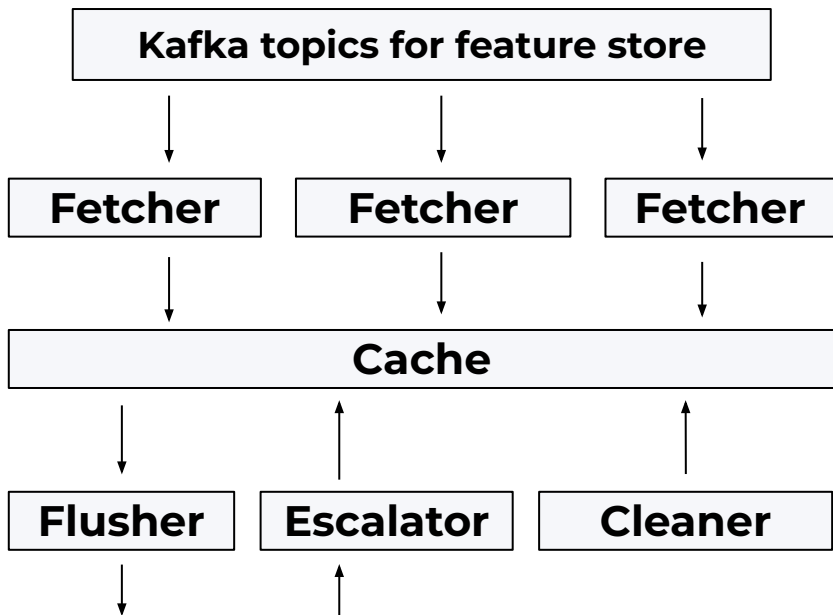 Kafka topics for feature store
Fetcher Fetcher Fetcher
Cache
Flusher Escalator Cleaner